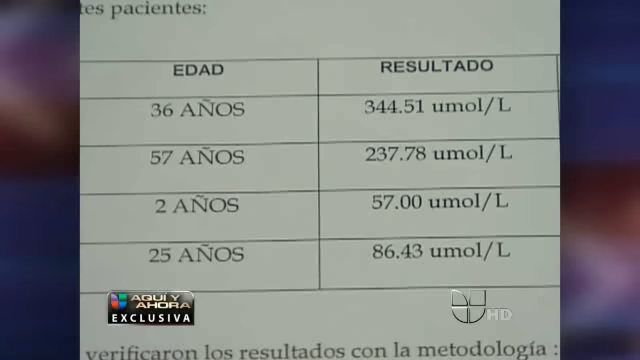 tes pacientes:
EDAD RESULTADO
36 AÑOS 344.51 umol/L
57 AÑOS 237.78 umol/L
2 AÑOS 57.00 umol/L
25 AÑOS 86.43 umol/L
AQUÍ Y
AHORA
EXCLUSIVA
HD
verificaron los resultados con la metodología :